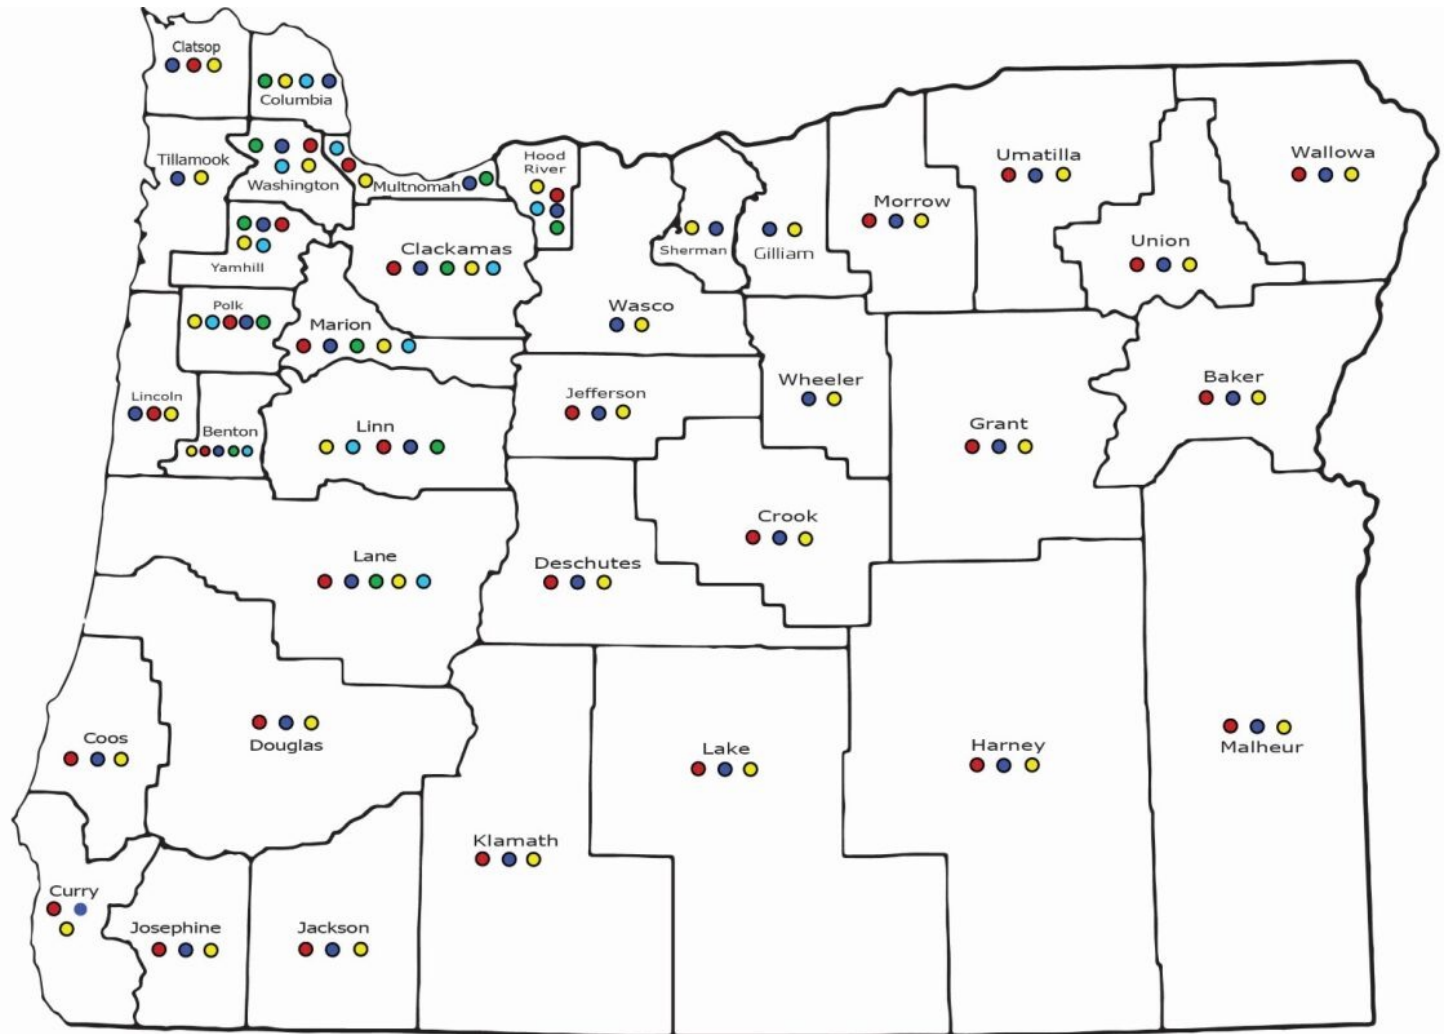 Clatsop
Columbia
Tillamook
Washington
Multnomah
Hood
River
Umatilla
Wallowa
Morrow
Union
Clackamas
Sherman
Gilliam
Yamhill
Polk
Marion
Wasco
Lincoln
Benton
Linn
Jefferson
Wheeler
Baker
Grant
Crook
Lane
Deschutes
Coos
Douglas
Lake
Harney
Malheur
Klamath
Curry
Josephine
Jackson